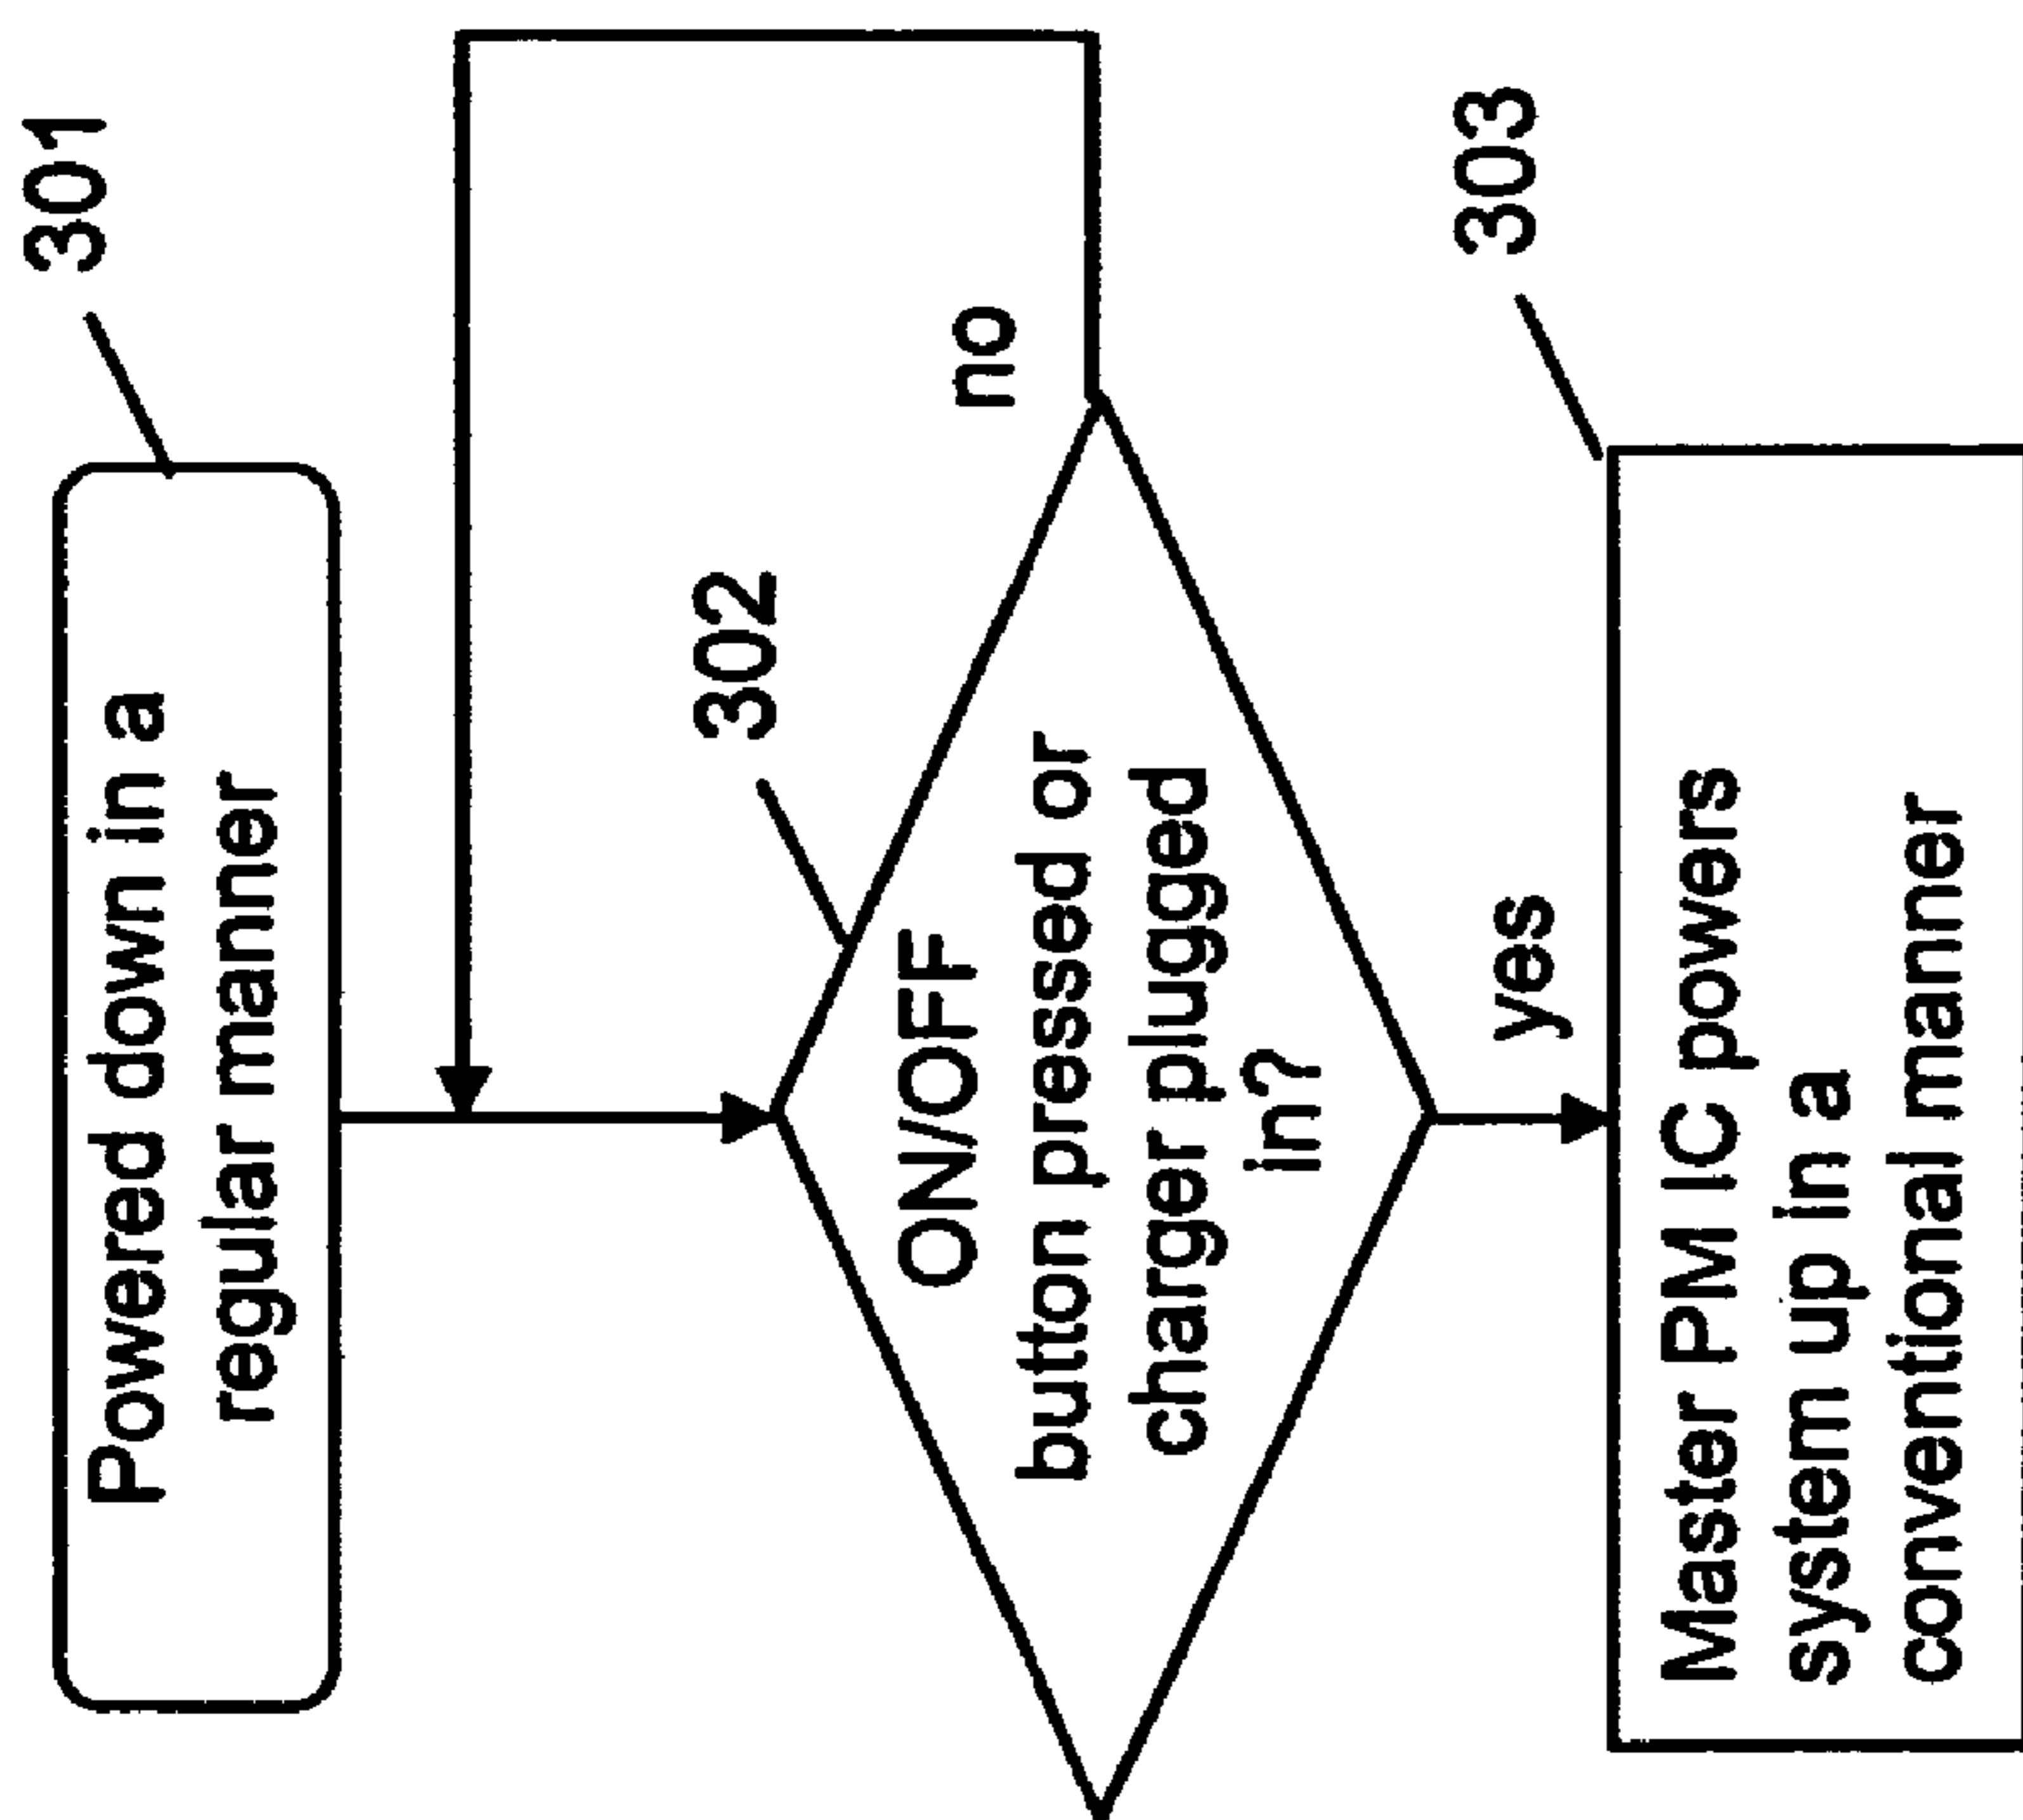 301
Powered down in a
regular manner
302
ON/OFF
button pressed or
charger plugged
in?
no
yes
303
Master PM IC powers
system up in a
conventional manner